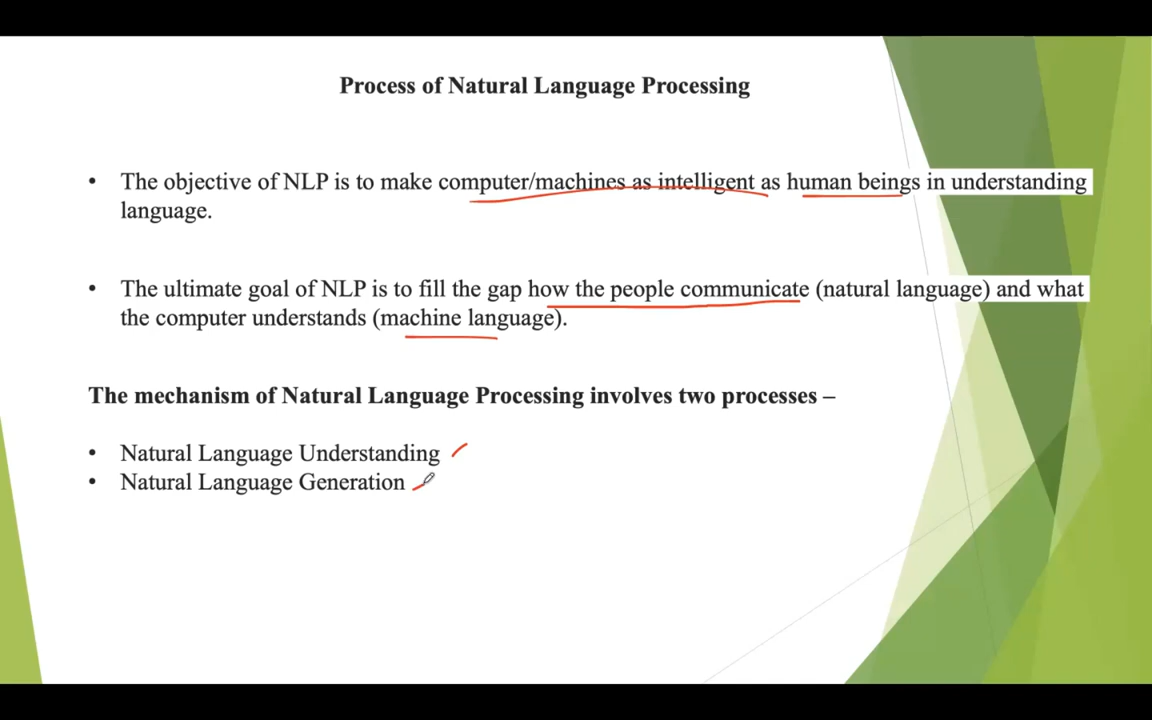 Process of Natural Language Processing
• The objective of NLP is to make computer/machines as intelligent as human beings in understanding
language.
• The ultimate goal of NLP is to fill the gap how the people communicate (natural language) and what
the computer understands (machine language).
The mechanism of Natural Language Processing involves two processes –
• Natural Language Understanding
• Natural Language Generation